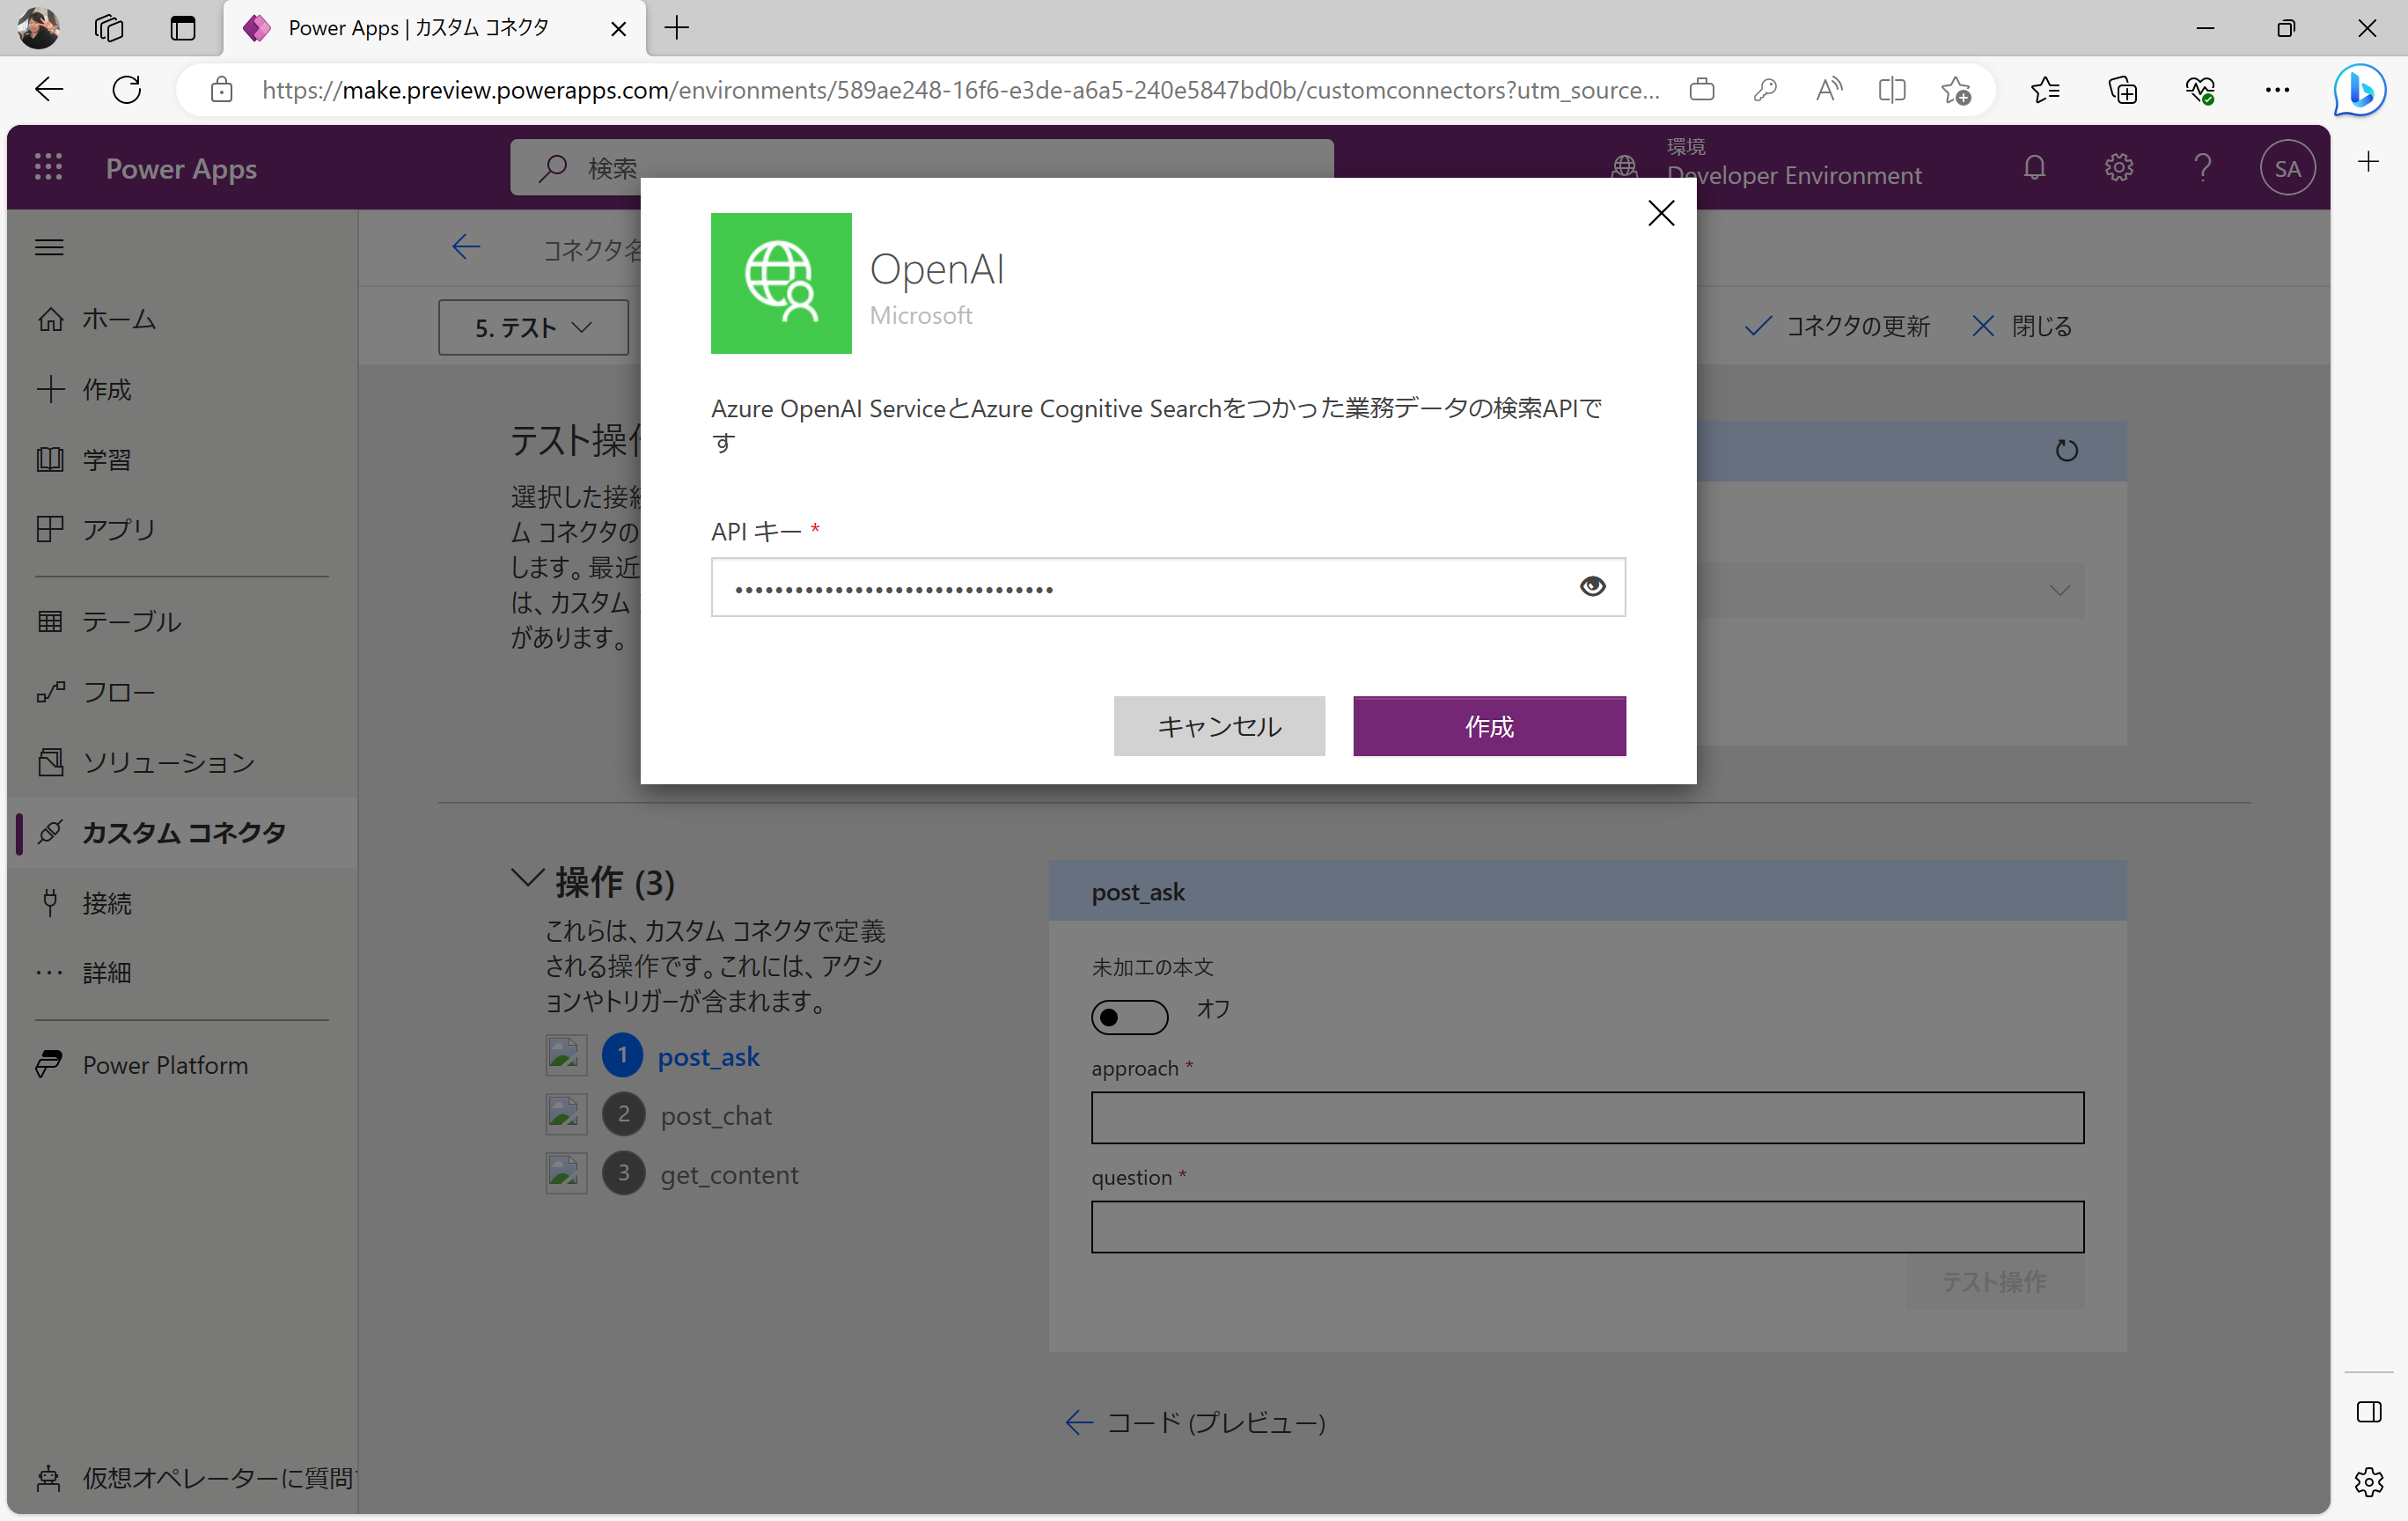 Power Apps | カスタム コネクタ
https://make.preview.powerapps.com/environments/589ae248-16f6-e3de-a6a5-240e5847bd0b/customconnectors?utm_source...
Power Apps
検索
環境
Developer Environment
SA
ホーム
作成
学習
アプリ
テーブル
フロー
ソリューション
カスタム コネクタ
接続
詳細
Power Platform
仮想オペレーターに質問
コネクタ名
5. テスト
コネクタの更新
閉じる
テスト操作
選択した接続
ム コネクタの
します。最近
は、カスタム
があります。
OpenAI
Microsoft
Azure OpenAI ServiceとAzure Cognitive Searchをつかった業務データの検索APIで
す
API キー *
••••••••••••••••••••••••••••••••
キャンセル
作成
操作 (3)
これらは、カスタム コネクタで定義
される操作です。これには、アクシ
ョンやトリガーが含まれます。
1 post_ask
2 post_chat
3 get_content
post_ask
未加工の本文
オフ
approach *
question *
テスト操作
コード (プレビュー)